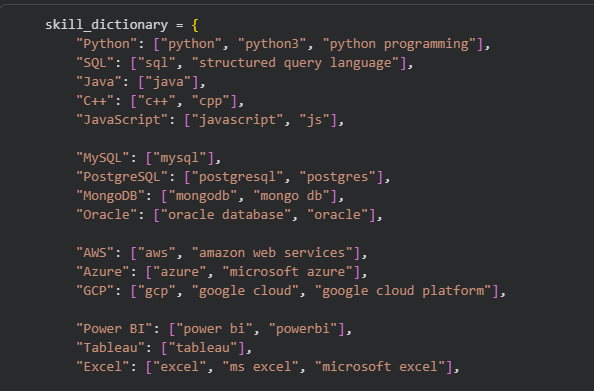 skill_dictionary = {
"Python": ["python", "python3", "python programming"],
"SQL": ["sql", "structured query language"],
"Java": ["java"],
"C++": ["c++", "cpp"],
"JavaScript": ["javascript", "js"],
"MySQL": ["mysql"],
"PostgreSQL": ["postgresql", "postgres"],
"MongoDB": ["mongodb", "mongo db"],
"Oracle": ["oracle database", "oracle"],
"AWS": ["aws", "amazon web services"],
"Azure": ["azure", "microsoft azure"],
"GCP": ["gcp", "google cloud", "google cloud platform"],
"Power BI": ["power bi", "powerbi"],
"Tableau": ["tableau"],
"Excel": ["excel", "ms excel", "microsoft excel"],